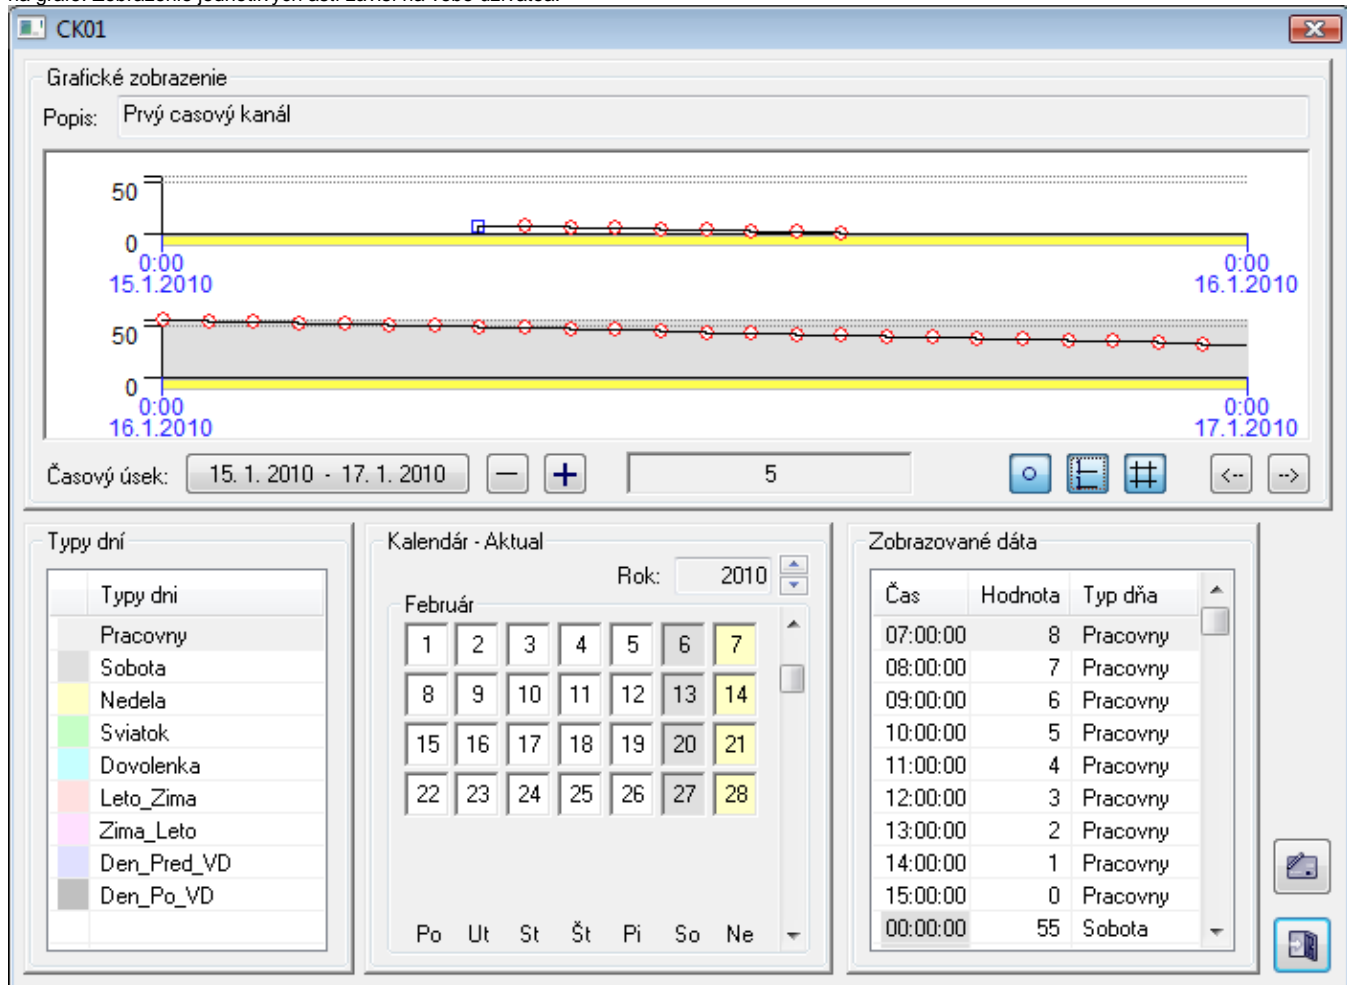 CK01
Grafické zobrazenie
Popis: Prvý casový kanál
50
0
0:00 0:00
15.1.2010 16.1.2010
50
0
0:00 0:00
16.1.2010 17.1.2010
Časový úsek: 15. 1. 2010 - 17. 1. 2010 5 <-- -->
Typy dní
Typy dni
Pracovny
Sobota
Nedela
Sviatok
Dovolenka
Leto_Zima
Zima_Leto
Den_Pred_VD
Den_Po_VD
Kalendár - Aktual
Rok: 2010
Február
1 2 3 4 5 6 7
8 9 10 11 12 13 14
15 16 17 18 19 20 21
22 23 24 25 26 27 28
Po Ut St Št Pi So Ne
Zobrazované dáta
Čas Hodnota Typ dňa
07:00:00 8 Pracovny
08:00:00 7 Pracovny
09:00:00 6 Pracovny
10:00:00 5 Pracovny
11:00:00 4 Pracovny
12:00:00 3 Pracovny
13:00:00 2 Pracovny
14:00:00 1 Pracovny
15:00:00 0 Pracovny
00:00:00 55 Sobota